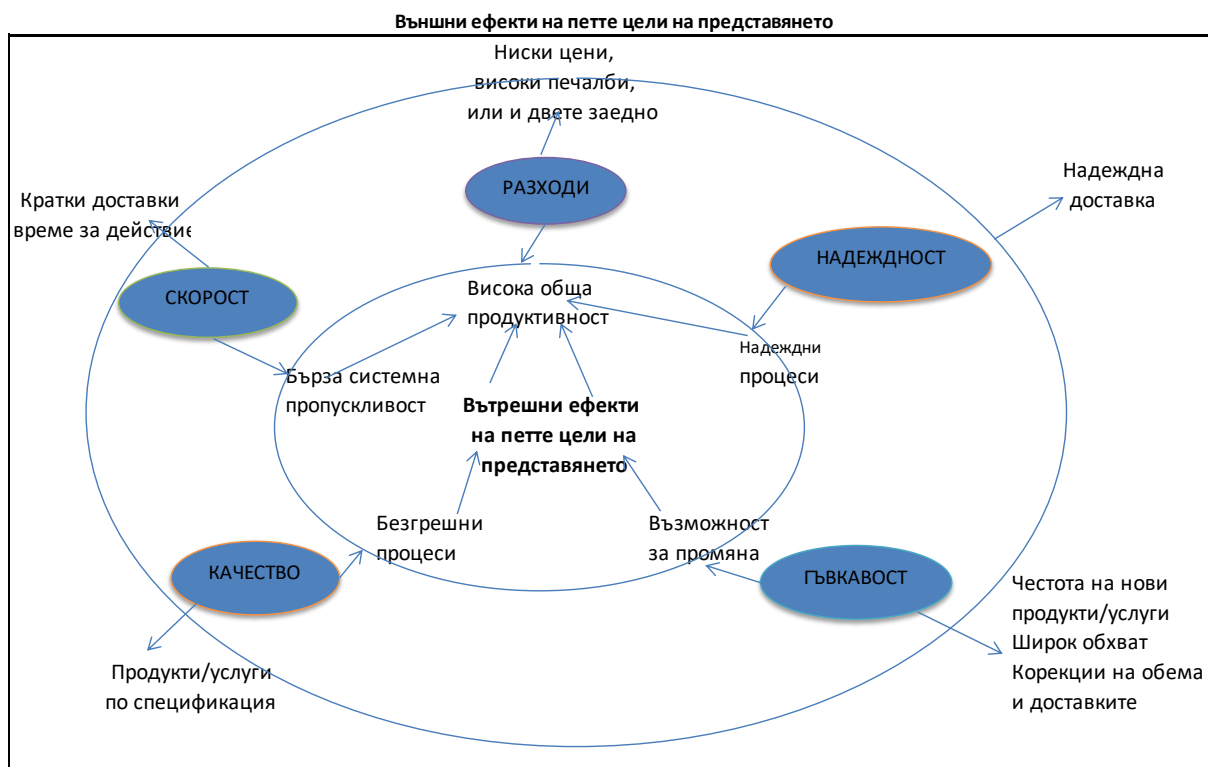 Външни ефекти на петте цели на представянето
Ниски цени,
високи печалби,
или и двете заедно
РАЗХОДИ
Надеждна
доставка
Кратки доставки
време за действие
НАДЕЖДНОСТ
СКОРОСТ
Висока обща
продуктивност
Надеждни
процеси
Бърза системна
пропускливост
Вътрешни ефекти
на петте цели на
представянето
Безгрешни
процеси
Възможност
за промяна
КАЧЕСТВО
ГЪВКАВОСТ
Честота на нови
продукти/услуги
Широк обхват
Корекции на обема
и доставките
Продукти/услуги
по спецификация